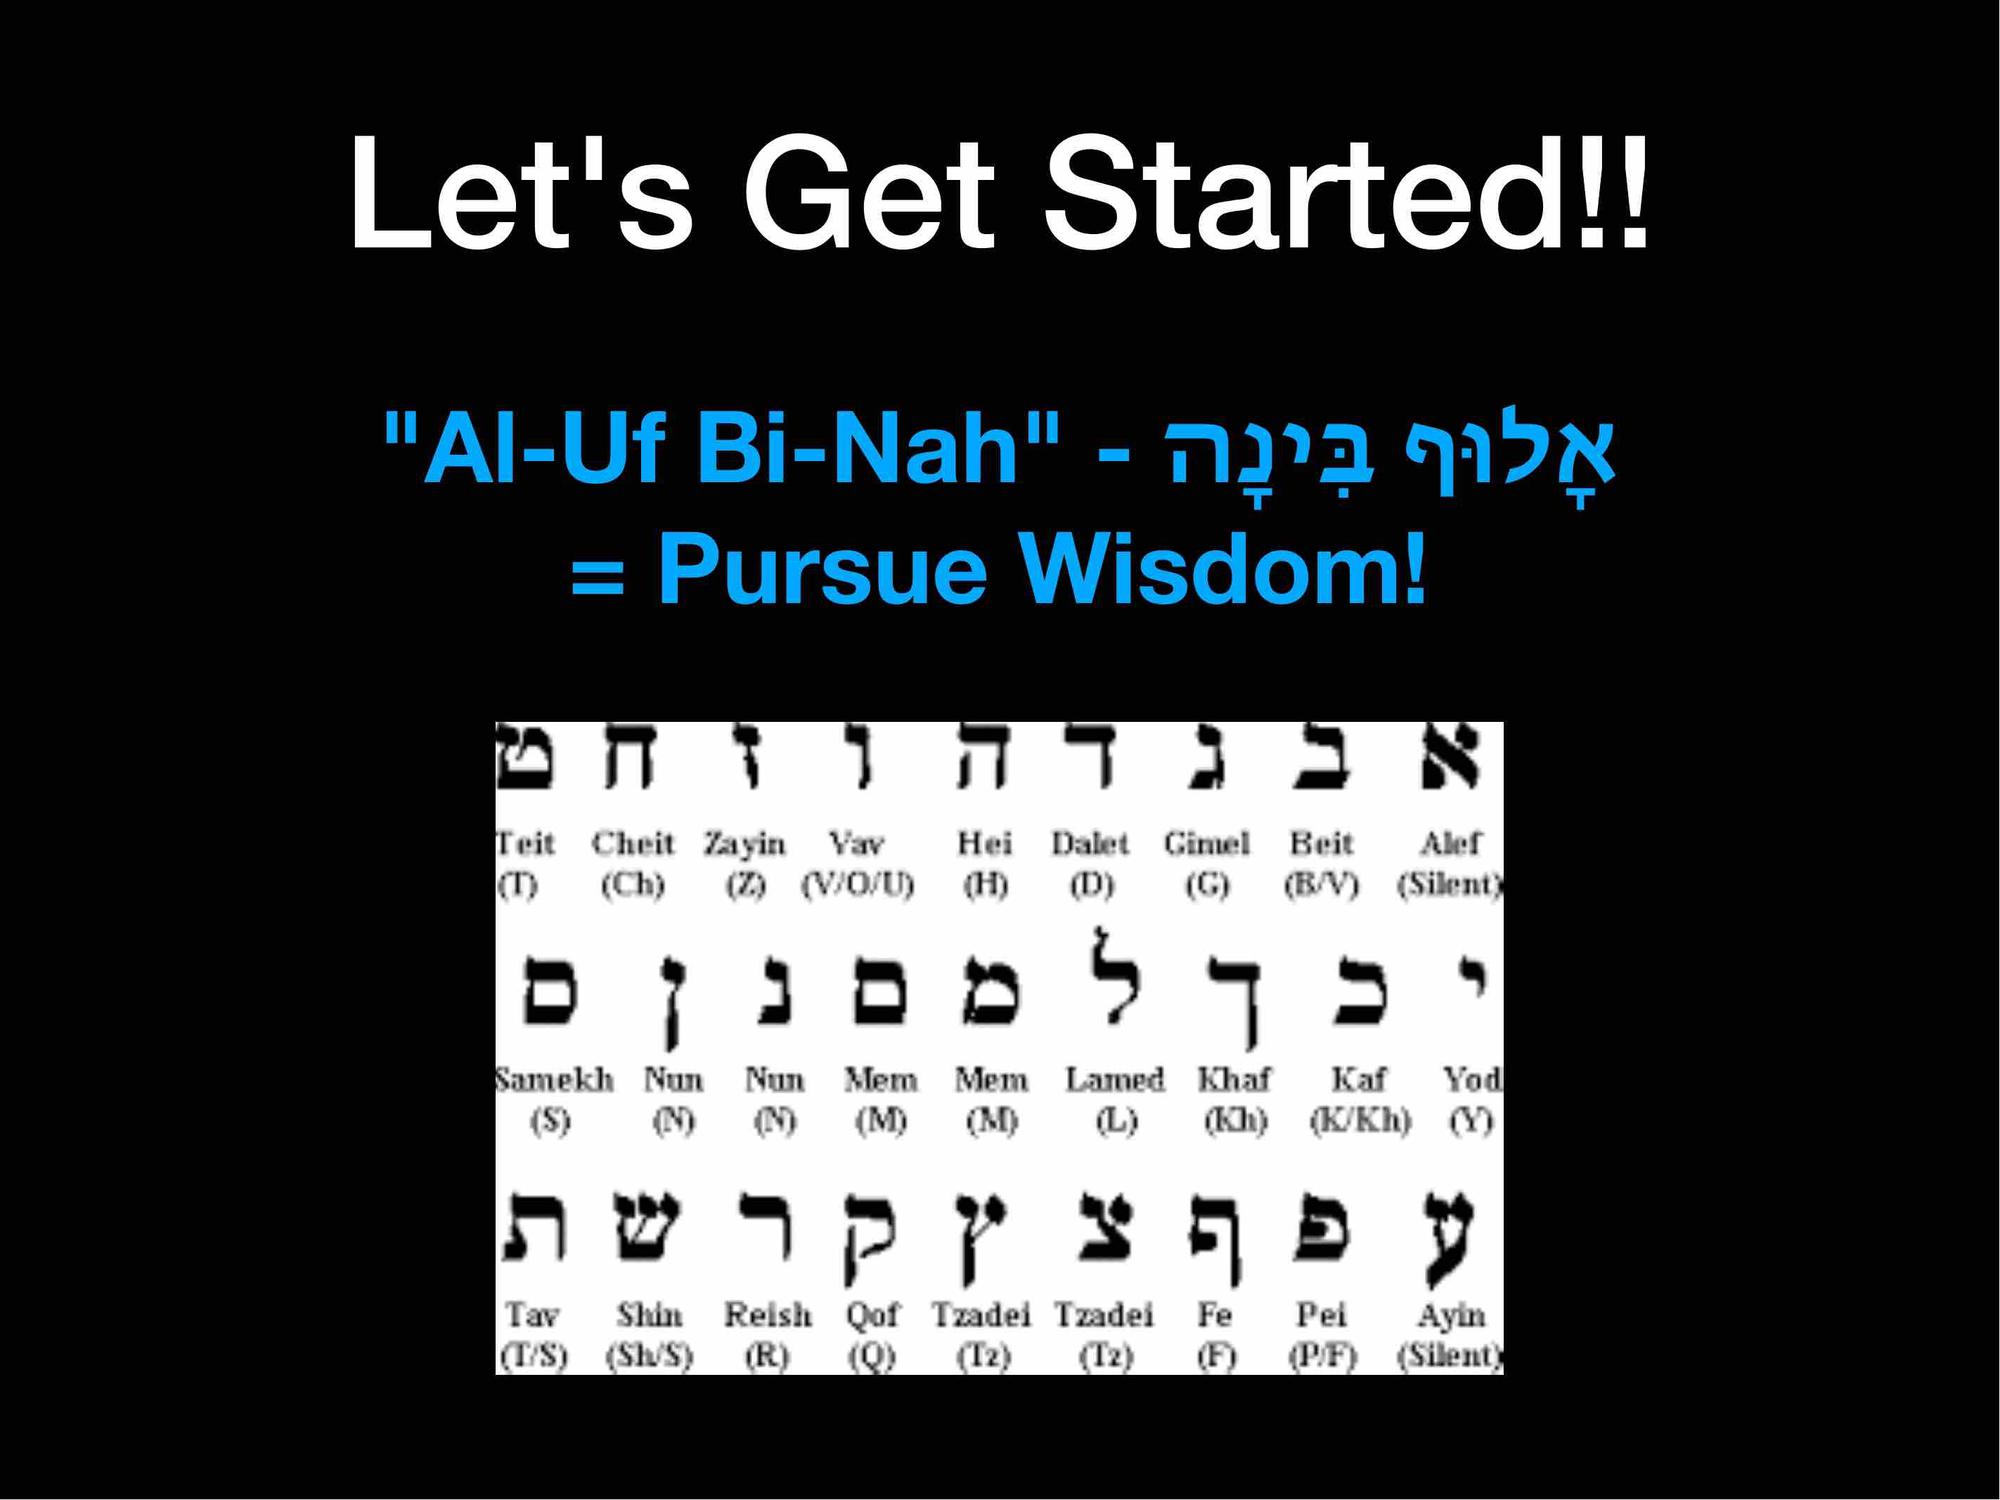 Let's Get Started!!
"Al-Uf Bi-Nah" - אָלוּף בִּינָה
= Pursue Wisdom!
א ב ג ד ה ו ז ח ט
Teit Cheit Zayin Vav Hei Dalet Gimel Beit Alef
(T) (Ch) (Z) (V/O/U) (H) (D) (G) (B/V) (Silent)
י כ ך ל מ ם נ ן ס
Samekh Nun Nun Mem Mem Lamed Khaf Kaf Yod
(S) (N) (N) (M) (M) (L) (Kh) (K/Kh) (Y)
ע פ ף צ ץ ק ר ש ת
Tav Shin Reish Qof Tzadei Tzadei Fe Pei Ayin
(T/S) (Sh/S) (R) (Q) (Tz) (Tz) (F) (P/F) (Silent)